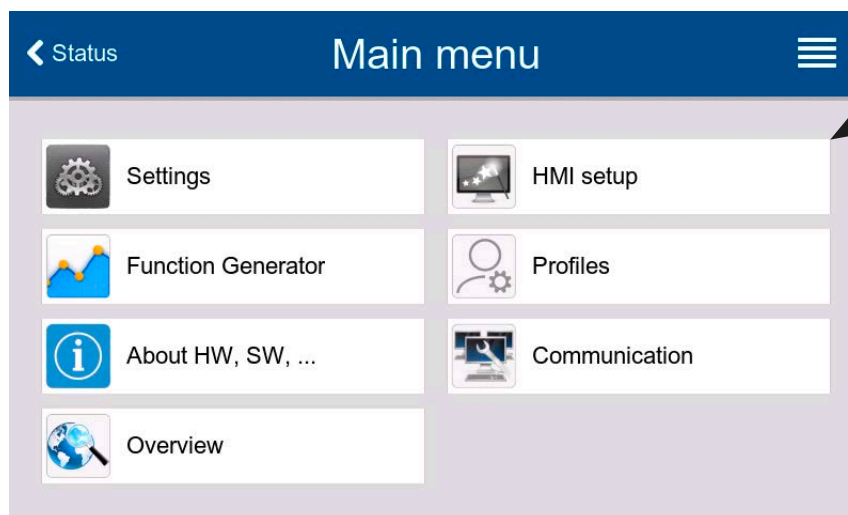 Status
Main menu
Settings
HMI setup
Function Generator
Profiles
About HW, SW, ...
Communication
Overview